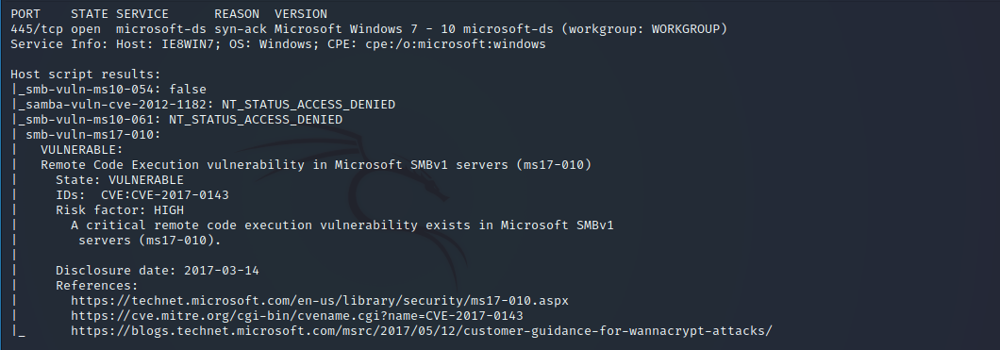 PORT    STATE SERVICE      REASON  VERSION
445/tcp open  microsoft-ds syn-ack Microsoft Windows 7 - 10 microsoft-ds (workgroup: WORKGROUP)
Service Info: Host: IE8WIN7; OS: Windows; CPE: cpe:/o:microsoft:windows

Host script results:
|_smb-vuln-ms10-054: false
|_samba-vuln-cve-2012-1182: NT_STATUS_ACCESS_DENIED
|_smb-vuln-ms10-061: NT_STATUS_ACCESS_DENIED
| smb-vuln-ms17-010:
|   VULNERABLE:
|   Remote Code Execution vulnerability in Microsoft SMBv1 servers (ms17-010)
|     State: VULNERABLE
|     IDs:  CVE:CVE-2017-0143
|     Risk factor: HIGH
|       A critical remote code execution vulnerability exists in Microsoft SMBv1
|        servers (ms17-010).
|
|     Disclosure date: 2017-03-14
|     References:
|       https://technet.microsoft.com/en-us/library/security/ms17-010.aspx
|       https://cve.mitre.org/cgi-bin/cvename.cgi?name=CVE-2017-0143
|_      https://blogs.technet.microsoft.com/msrc/2017/05/12/customer-guidance-for-wannacrypt-attacks/